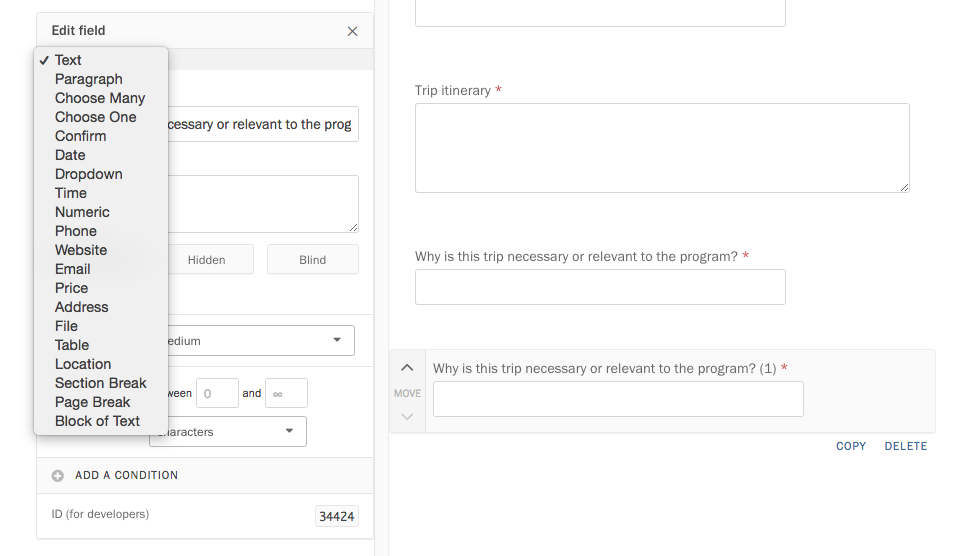 Edit field
✓ Text
Paragraph
Choose Many
Choose One
Confirm
Date
Dropdown
Time
Numeric
Phone
Website
Email
Price
Address
File
Table
Location
Section Break
Page Break
Block of Text
cessary or relevant to the prog
Hidden
Blind
edium
ween 0 and ∞
characters
ADD A CONDITION
ID (for developers) 34424
Trip itinerary *
Why is this trip necessary or relevant to the program? *
MOVE
Why is this trip necessary or relevant to the program? (1) *
COPY DELETE